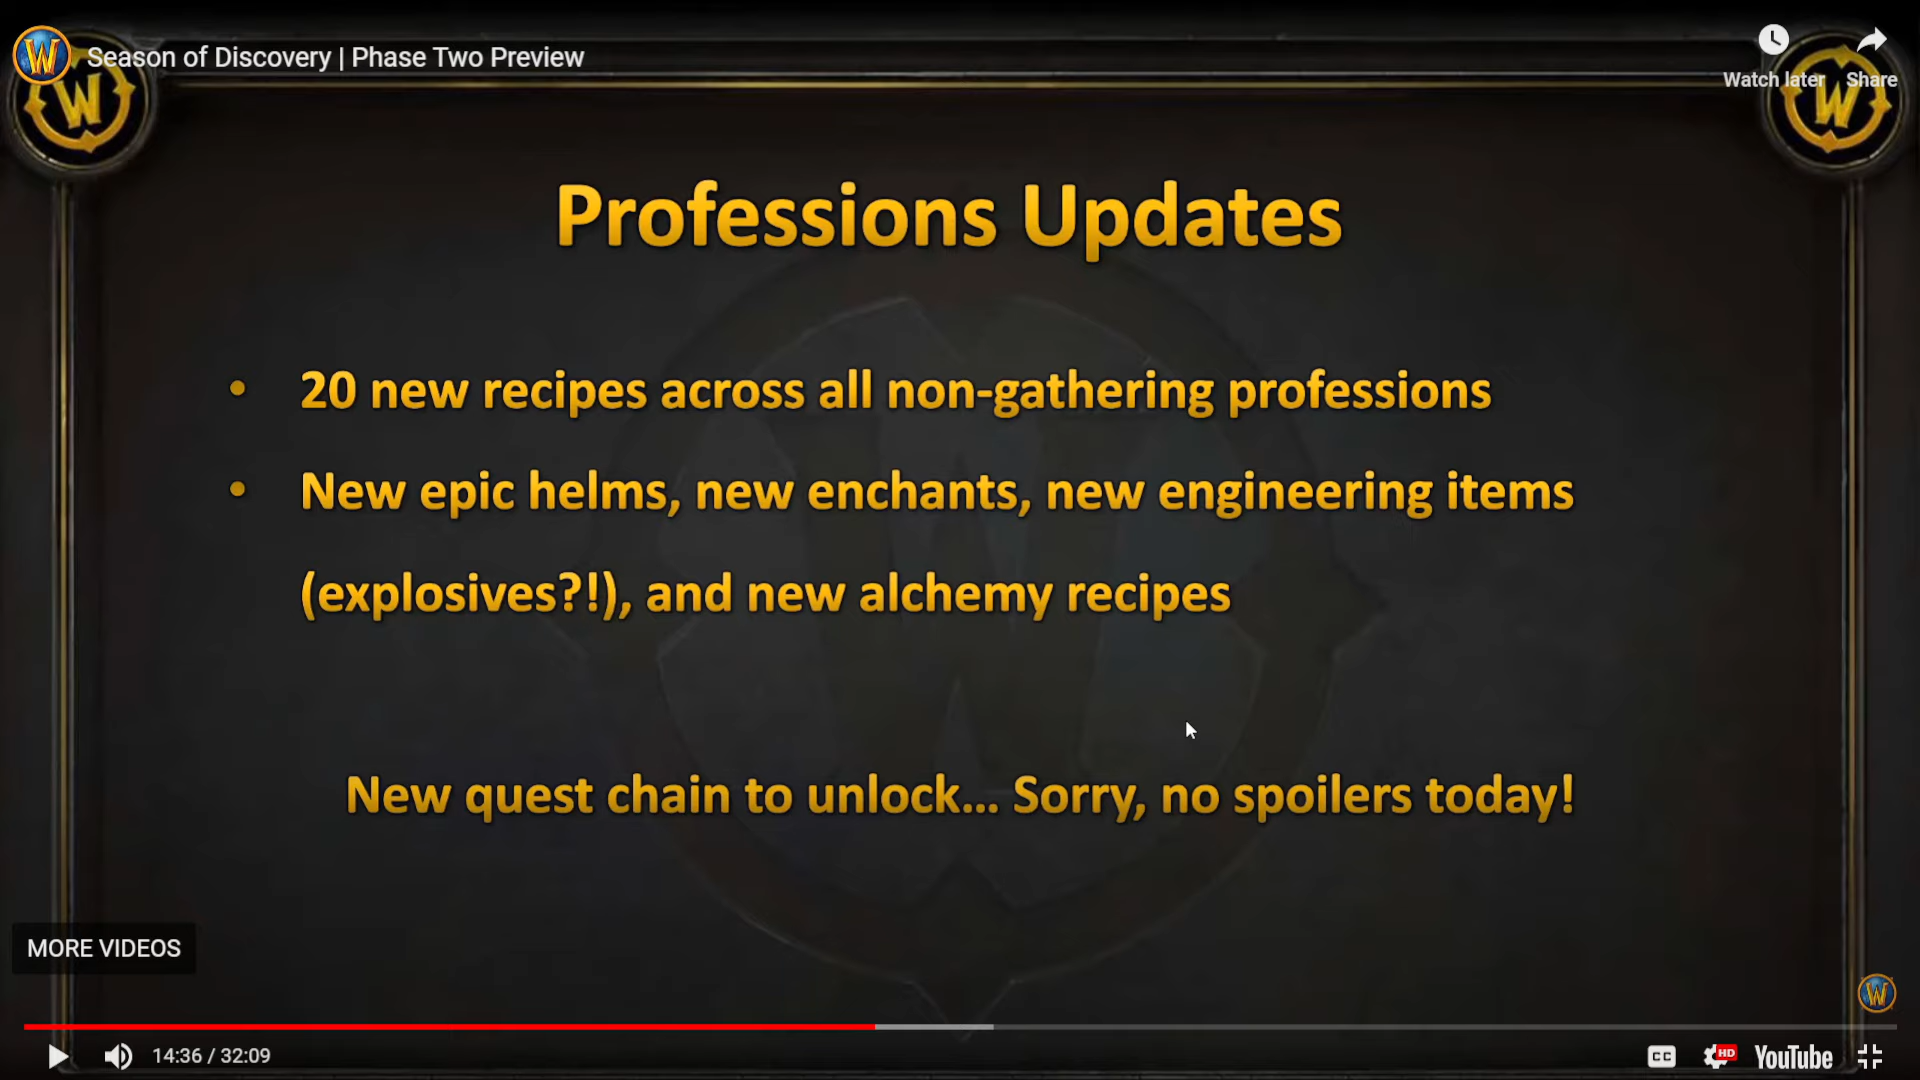 Season of Discovery | Phase Two Preview
Watch later
Share
Professions Updates
• 20 new recipes across all non-gathering professions
• New epic helms, new enchants, new engineering items
(explosives?!), and new alchemy recipes
New quest chain to unlock... Sorry, no spoilers today!
MORE VIDEOS
14:36 / 32:09
CC
HD
YouTube